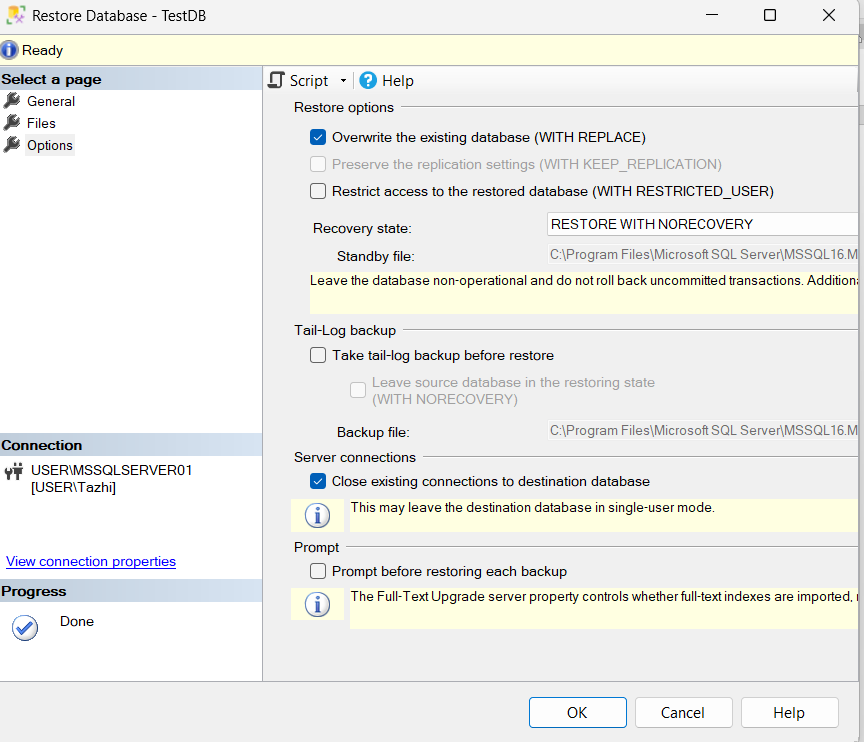 Restore Database - TestDB
Ready
Select a page
General
Files
Options
Script
Help
Restore options
Overwrite the existing database (WITH REPLACE)
Preserve the replication settings (WITH KEEP_REPLICATION)
Restrict access to the restored database (WITH RESTRICTED_USER)
Recovery state:
RESTORE WITH NORECOVERY
Standby file:
C:\Program Files\Microsoft SQL Server\MSSQL16.M
Leave the database non-operational and do not roll back uncommitted transactions. Additiona
Tail-Log backup
Take tail-log backup before restore
Leave source database in the restoring state
(WITH NORECOVERY)
Backup file:
C:\Program Files\Microsoft SQL Server\MSSQL16.M
Server connections
Close existing connections to destination database
This may leave the destination database in single-user mode.
Prompt
Prompt before restoring each backup
The Full-Text Upgrade server property controls whether full-text indexes are imported,
Connection
USER\MSSQLSERVER01
[USER\Tazhi]
View connection properties
Progress
Done
OK
Cancel
Help